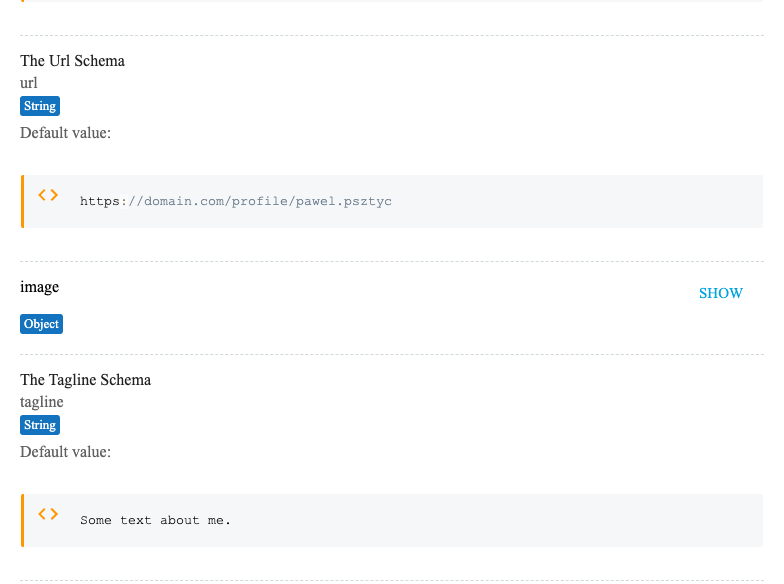 The Url Schema
url
String
Default value:
https://domain.com/profile/pawel.psztyc
image
SHOW
Object
The Tagline Schema
tagline
String
Default value:
Some text about me.